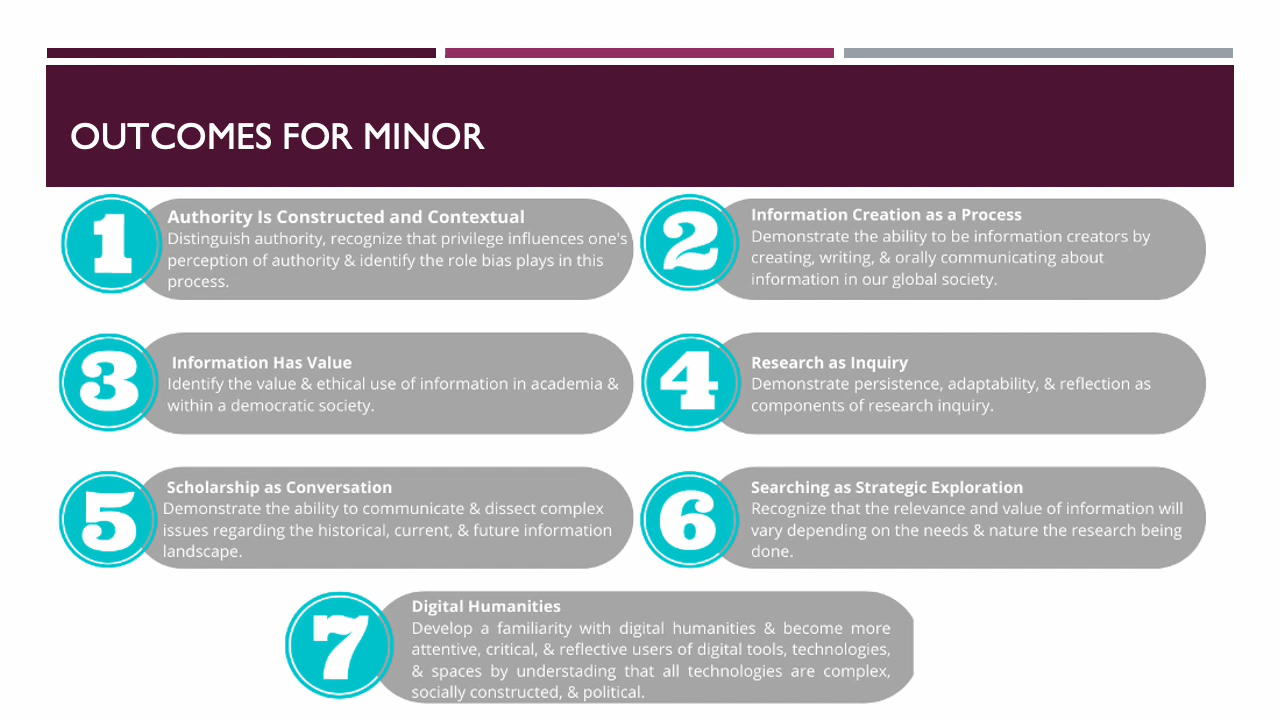 OUTCOMES FOR MINOR
1
Authority Is Constructed and Contextual
Distinguish authority, recognize that privilege influences one's
perception of authority & identify the role bias plays in this
process.
2
Information Creation as a Process
Demonstrate the ability to be information creators by
creating, writing, & orally communicating about
information in our global society.
3
Information Has Value
Identify the value & ethical use of information in academia &
within a democratic society.
4
Research as Inquiry
Demonstrate persistence, adaptability, & reflection as
components of research inquiry.
5
Scholarship as Conversation
Demonstrate the ability to communicate & dissect complex
issues regarding the historical, current, & future information
landscape.
6
Searching as Strategic Exploration
Recognize that the relevance and value of information will
vary depending on the needs & nature the research being
done.
7
Digital Humanities
Develop a familiarity with digital humanities & become more
attentive, critical, & reflective users of digital tools, technologies,
& spaces by understading that all technologies are complex,
socially constructed, & political.